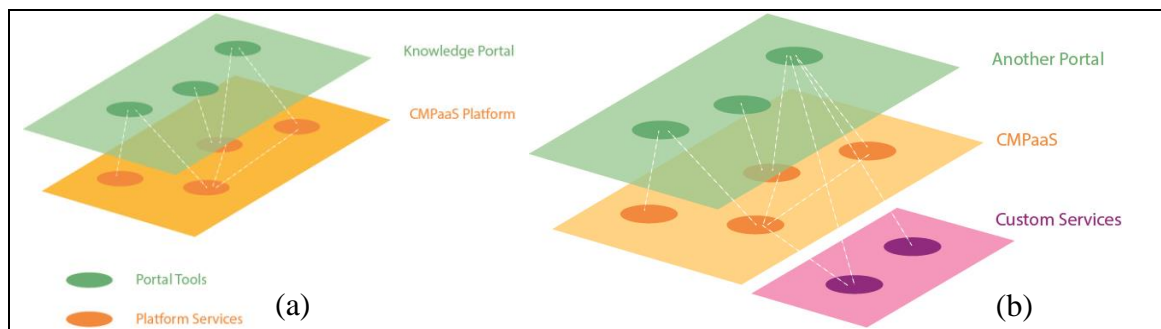 Knowledge Portal
CMPaaS Platform
Portal Tools
Platform Services
(a)
Another Portal
CMPaaS
Custom Services
(b)